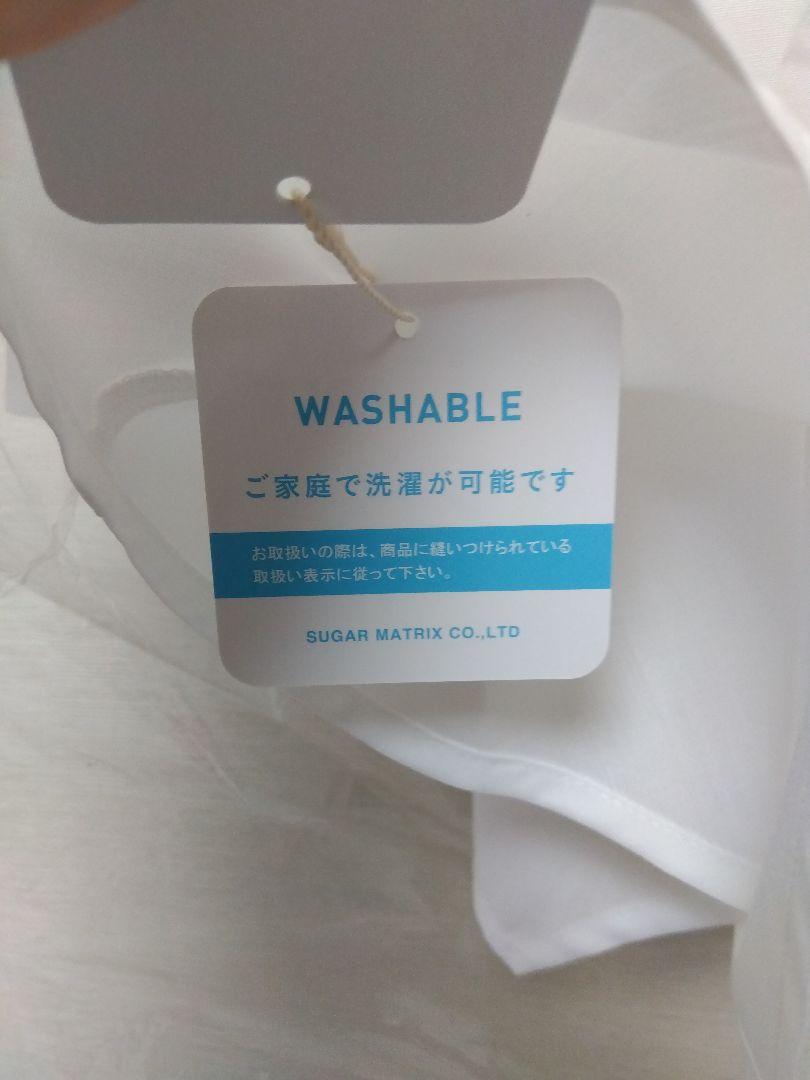 WASHABLE
ご家庭で洗濯が可能です
お取扱いの際は、商品に縫いつけられている
取扱い表示に従って下さい。
SUGAR MATRIX CO.,LTD